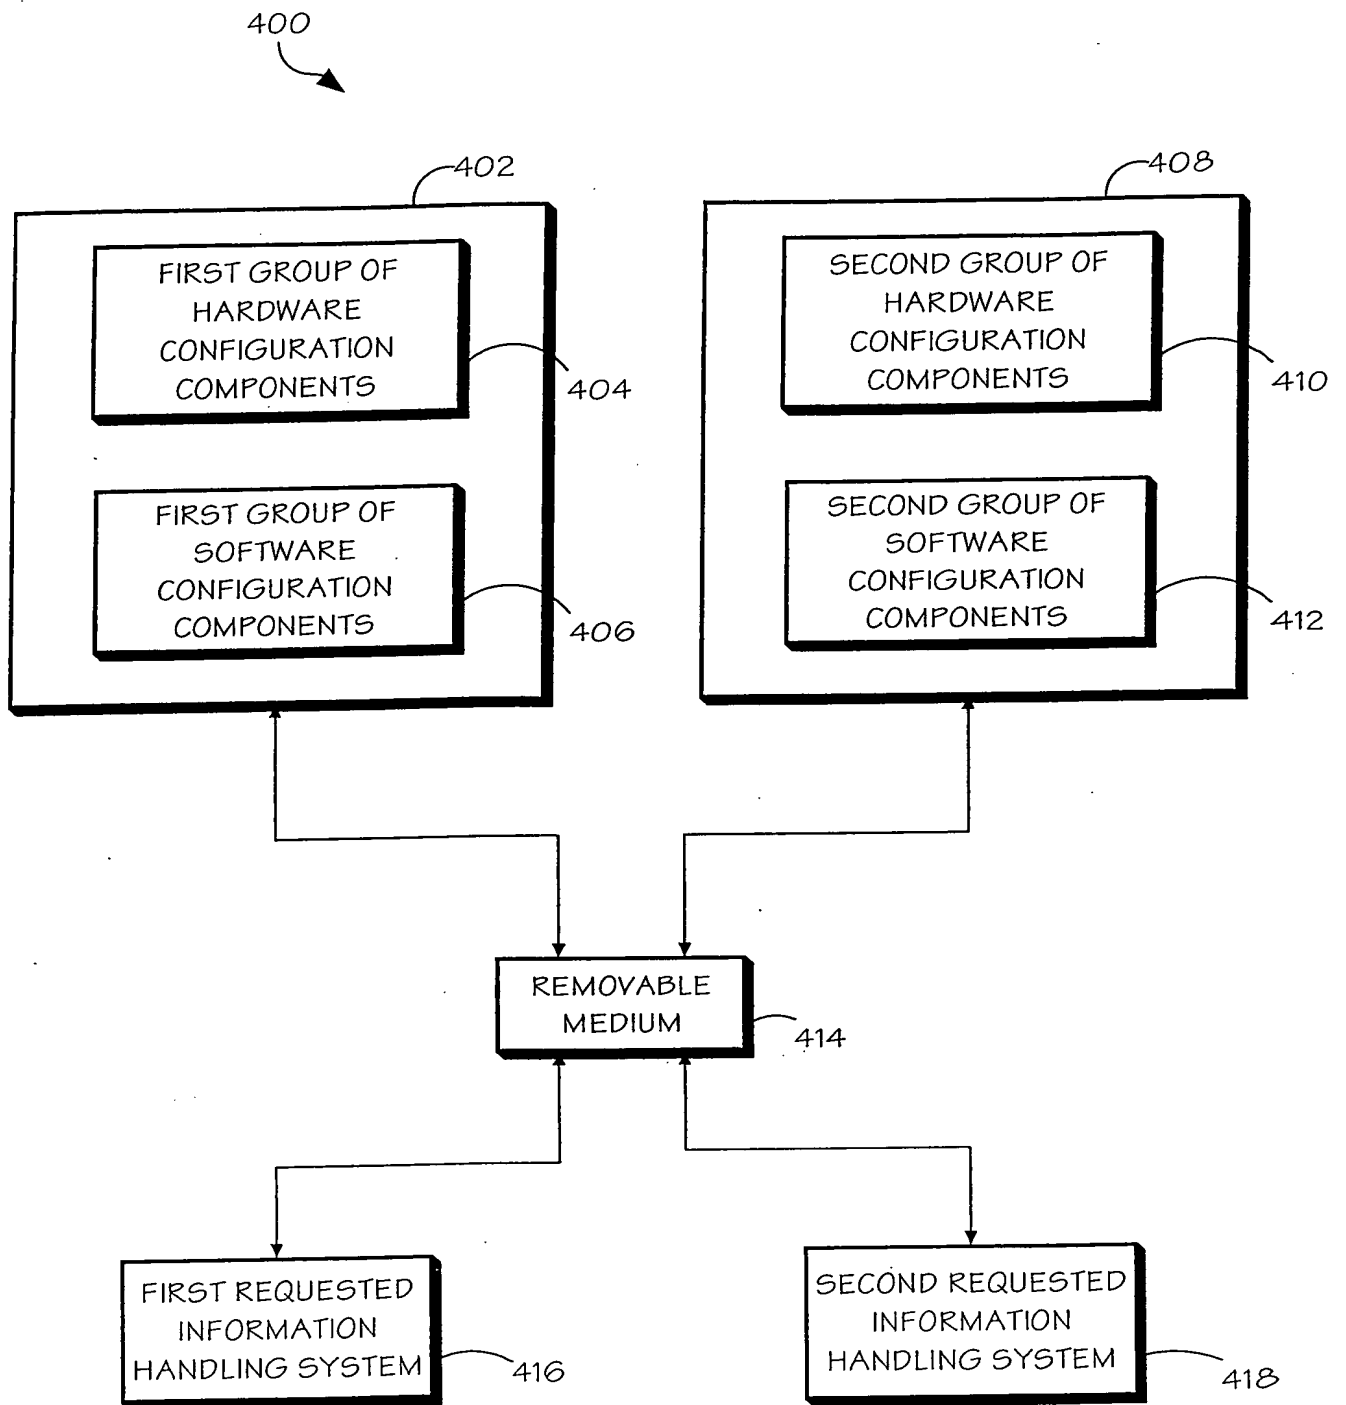 400
402
408
FIRST GROUP OF
HARDWARE
CONFIGURATION
COMPONENTS
404
SECOND GROUP OF
HARDWARE
CONFIGURATION
COMPONENTS
410
FIRST GROUP OF
SOFTWARE
CONFIGURATION
COMPONENTS
406
SECOND GROUP OF
SOFTWARE
CONFIGURATION
COMPONENTS
412
REMOVABLE
MEDIUM
414
FIRST REQUESTED
INFORMATION
HANDLING SYSTEM
416
SECOND REQUESTED
INFORMATION
HANDLING SYSTEM
418